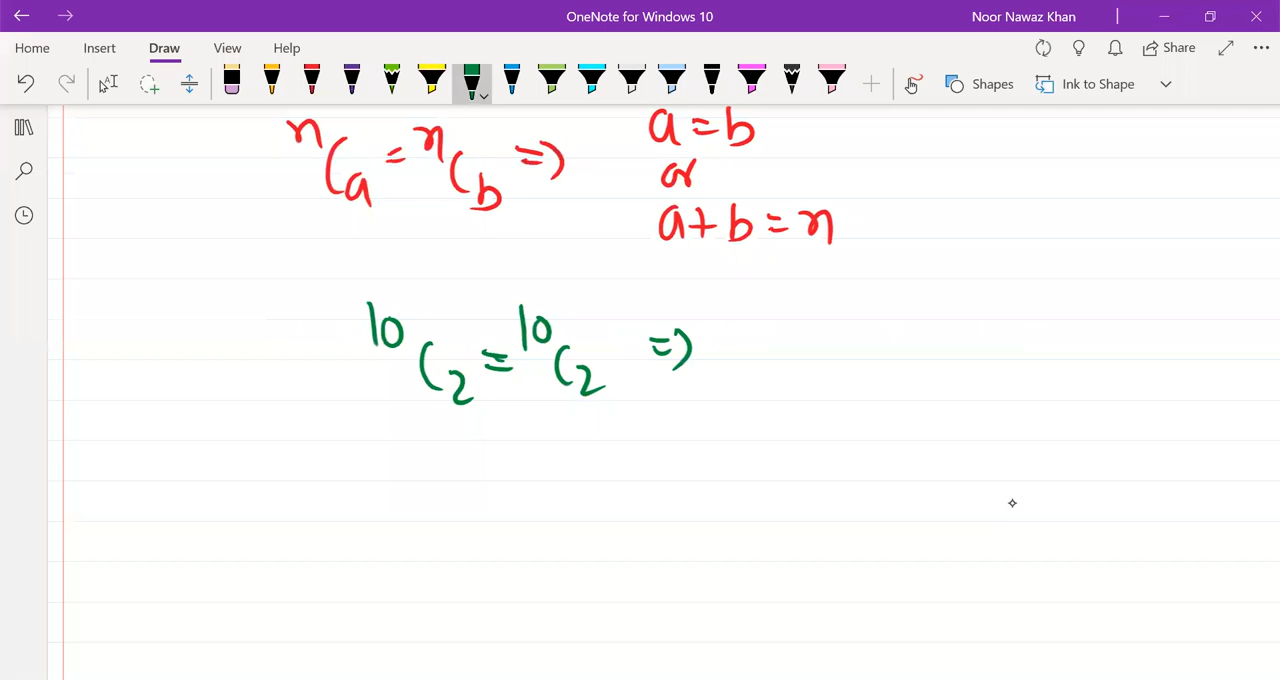 OneNote for Windows 10
Noor Nawaz Khan
Home Insert Draw View Help
Share
Shapes
Ink to Shape
ⁿCₐ = ⁿC_b => a = b
or
a + b = n
¹⁰C₂ = ¹⁰C₂ =>